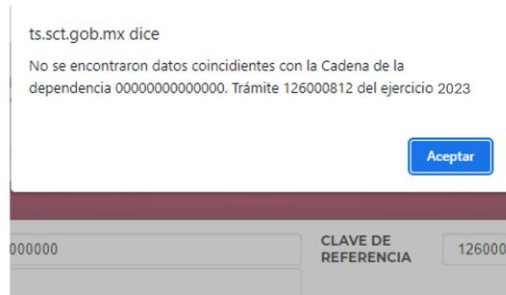 ts.sct.gob.mx dice
No se encontraron datos coincidientes con la Cadena de la
dependencia 00000000000000. Trámite 126000812 del ejercicio 2023
Aceptar
000000
CLAVE DE
REFERENCIA
126000